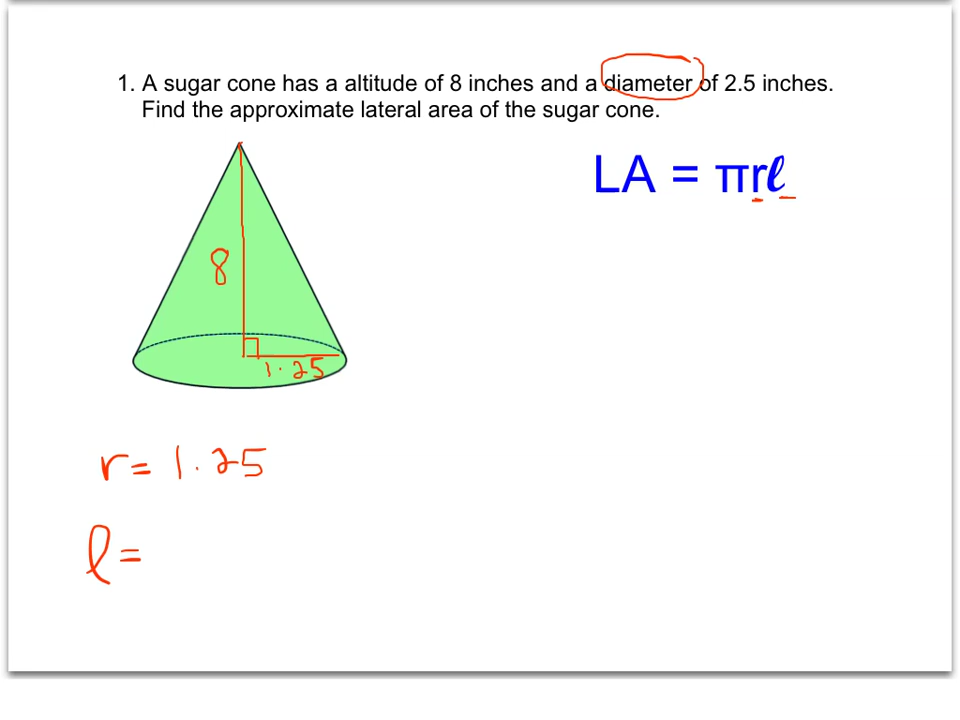 1. A sugar cone has a altitude of 8 inches and a diameter of 2.5 inches.
Find the approximate lateral area of the sugar cone.
LA = πrℓ
8
1.25
r = 1.25
ℓ =